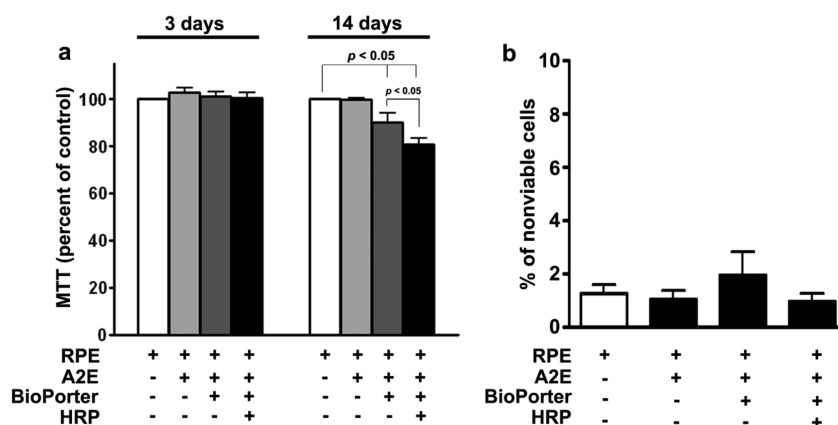 3 days
14 days
a
p < 0.05
p < 0.05
MTT (percent of control)
100
80
60
40
20
0
RPE + + + + + + + +
A2E - + + + - + + +
BioPorter - - + + - - + +
HRP - - - + - - - +
b
% of nonviable cells
10
8
6
4
2
0
RPE + + + +
A2E - + + +
BioPorter - - + +
HRP - - - +